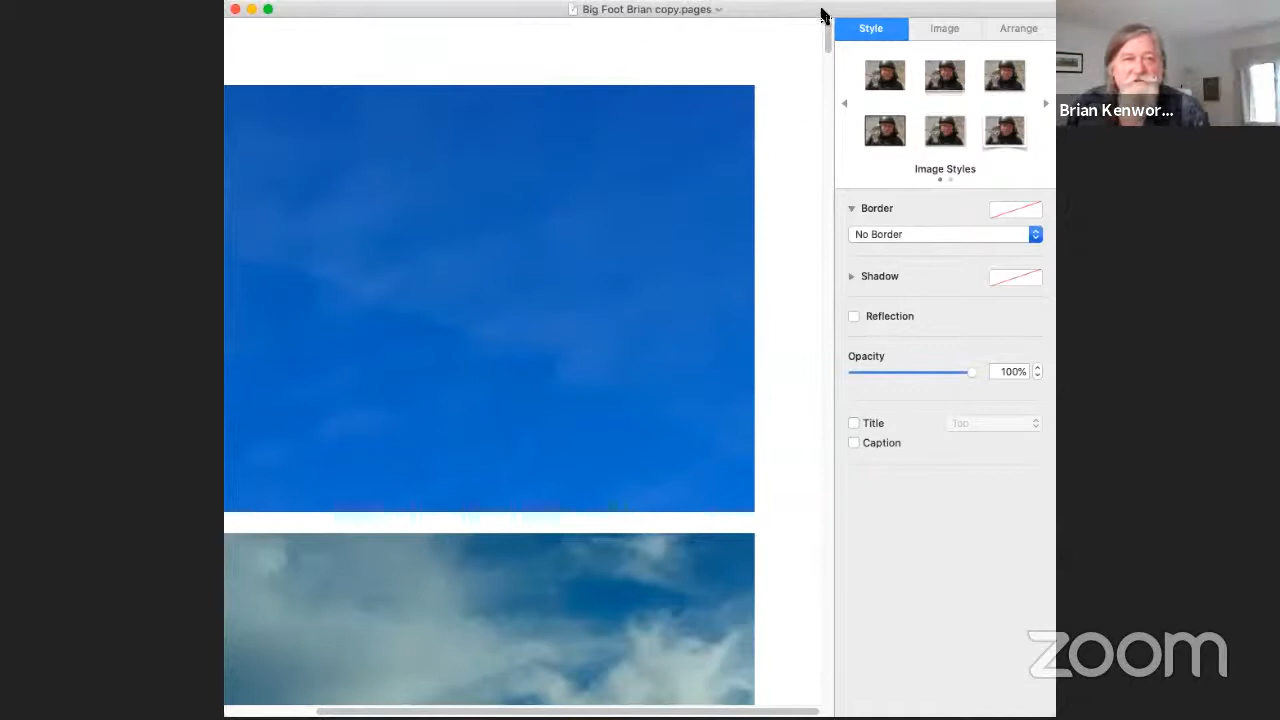 Big Foot Brian copy.pages
Style
Image
Arrange
Image Styles
Border
No Border
Shadow
Reflection
Opacity
100%
Title
Top
Caption
Brian Kenwor...
zoom